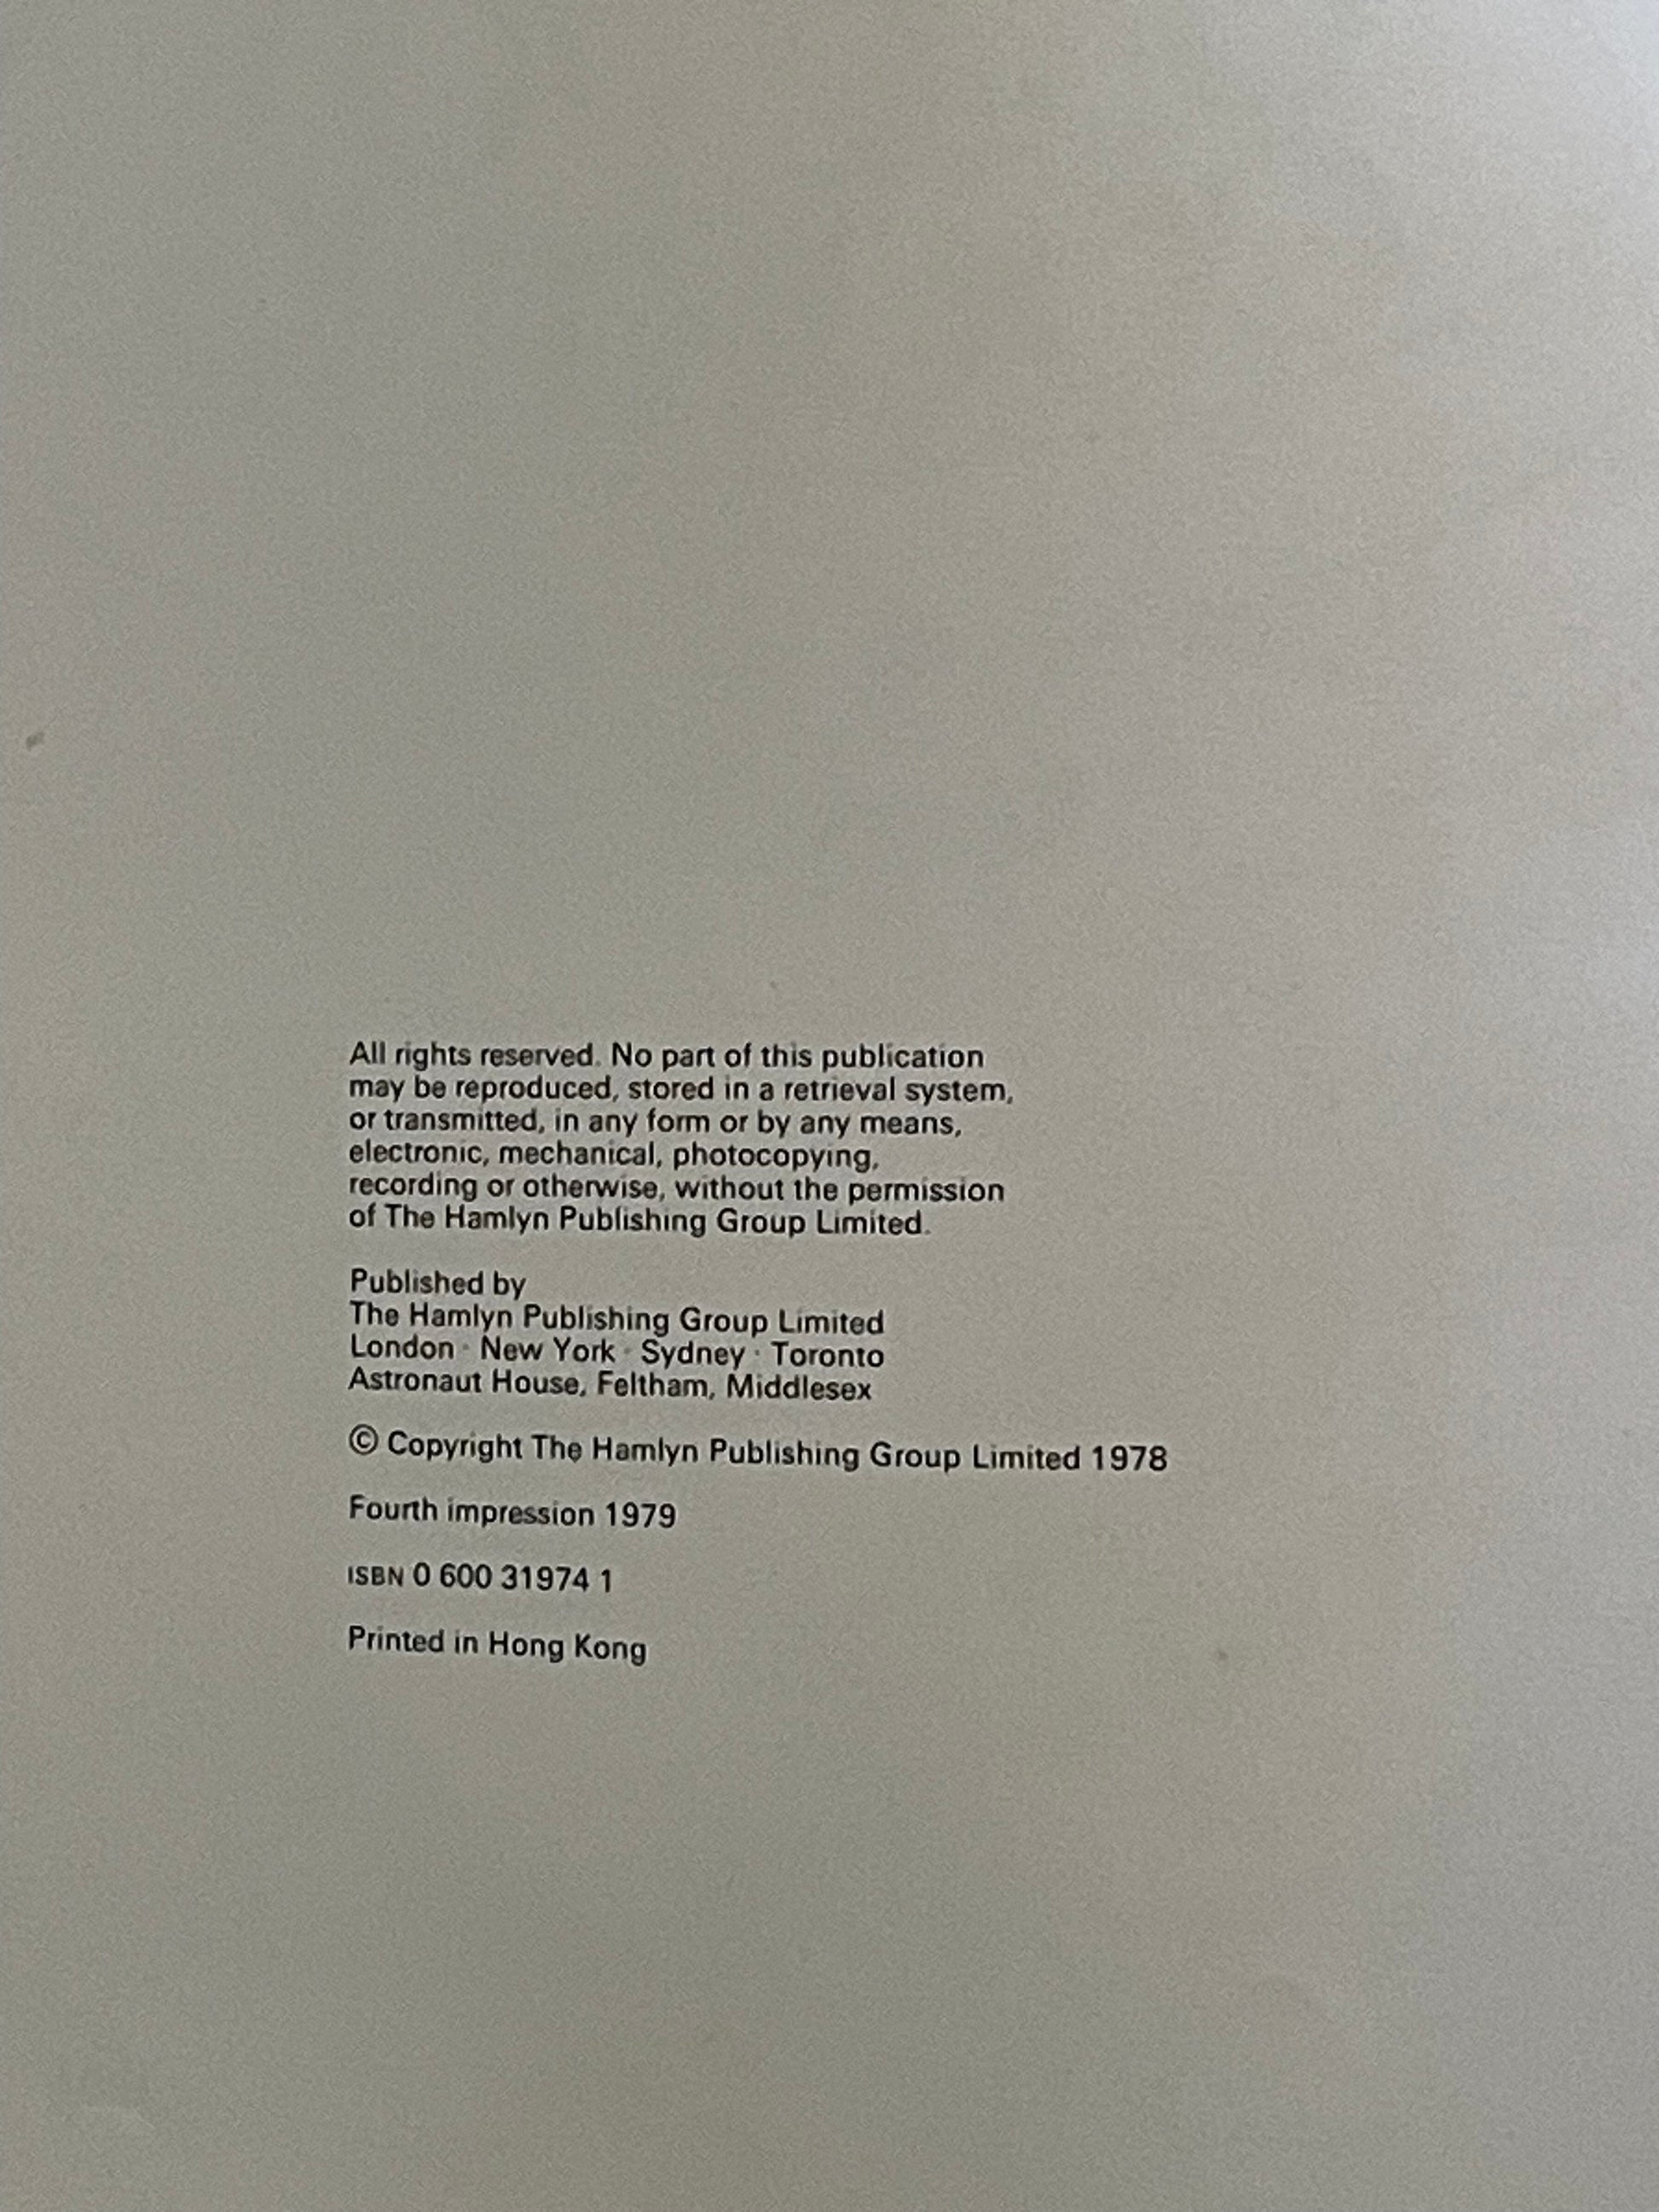 All rights reserved. No part of this publication
may be reproduced, stored in a retrieval system,
or transmitted, in any form or by any means,
electronic, mechanical, photocopying,
recording or otherwise, without the permission
of The Hamlyn Publishing Group Limited.
Published by
The Hamlyn Publishing Group Limited
London · New York · Sydney · Toronto
Astronaut House, Feltham, Middlesex
© Copyright The Hamlyn Publishing Group Limited 1978
Fourth impression 1979
ISBN 0 600 31974 1
Printed in Hong Kong